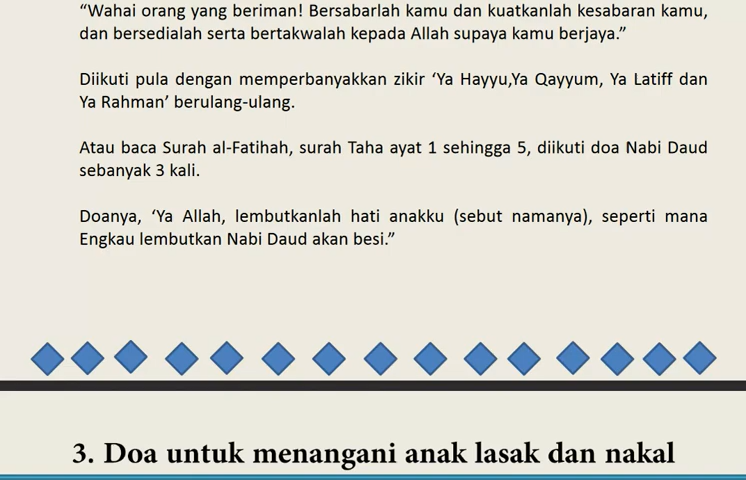 “Wahai orang yang beriman! Bersabarlah kamu dan kuatkanlah kesabaran kamu,
dan bersedialah serta bertakwalah kepada Allah supaya kamu berjaya.”
Diikuti pula dengan memperbanyakkan zikir ‘Ya Hayyu,Ya Qayyum, Ya Latiff dan
Ya Rahman’ berulang-ulang.
Atau baca Surah al-Fatihah, surah Taha ayat 1 sehingga 5, diikuti doa Nabi Daud
sebanyak 3 kali.
Doanya, ‘Ya Allah, lembutkanlah hati anakku (sebut namanya), seperti mana
Engkau lembutkan Nabi Daud akan besi.”
3. Doa untuk menangani anak lasak dan nakal